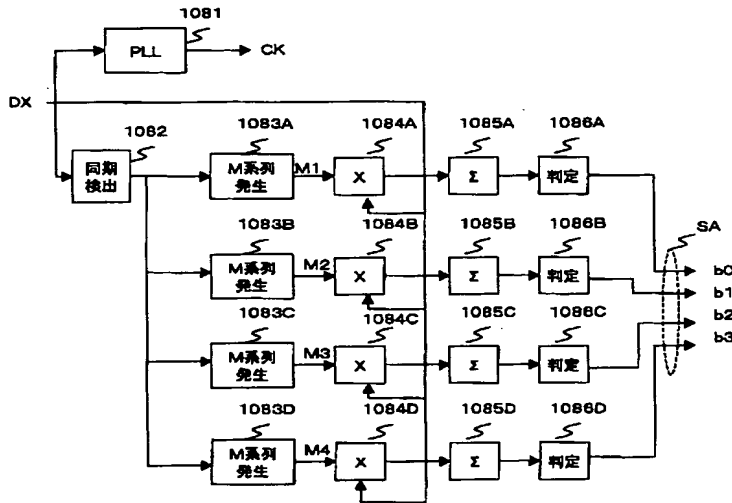 1081
PLL
CK
DX
1082
同期
検出
1083A
M系列
発生
M1
1084A
X
1085A
Σ
1086A
判定
1083B
M系列
発生
M2
1084B
X
1085B
Σ
1086B
判定
SA
b0
b1
b2
b3
1083C
M系列
発生
M3
1084C
X
1085C
Σ
1086C
判定
1083D
M系列
発生
M4
1084D
X
1085D
Σ
1086D
判定